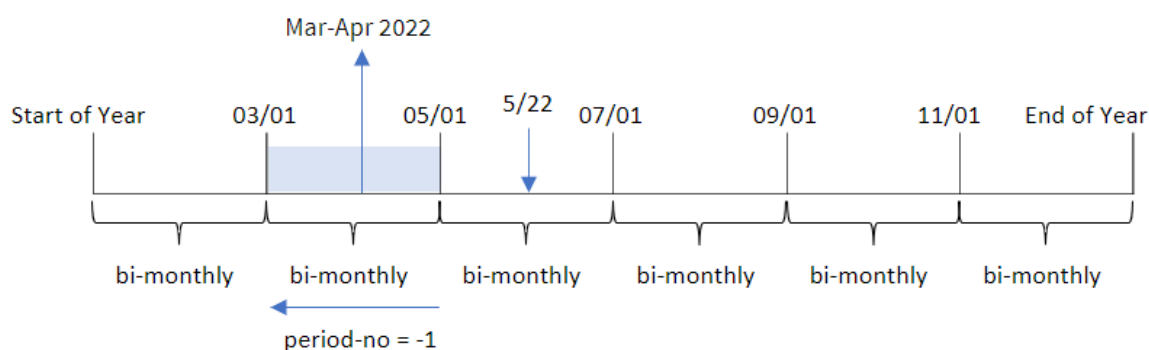 Mar-Apr 2022
Start of Year
03/01
05/01
5/22
07/01
09/01
11/01
End of Year
bi-monthly
bi-monthly
bi-monthly
bi-monthly
bi-monthly
bi-monthly
period-no = -1